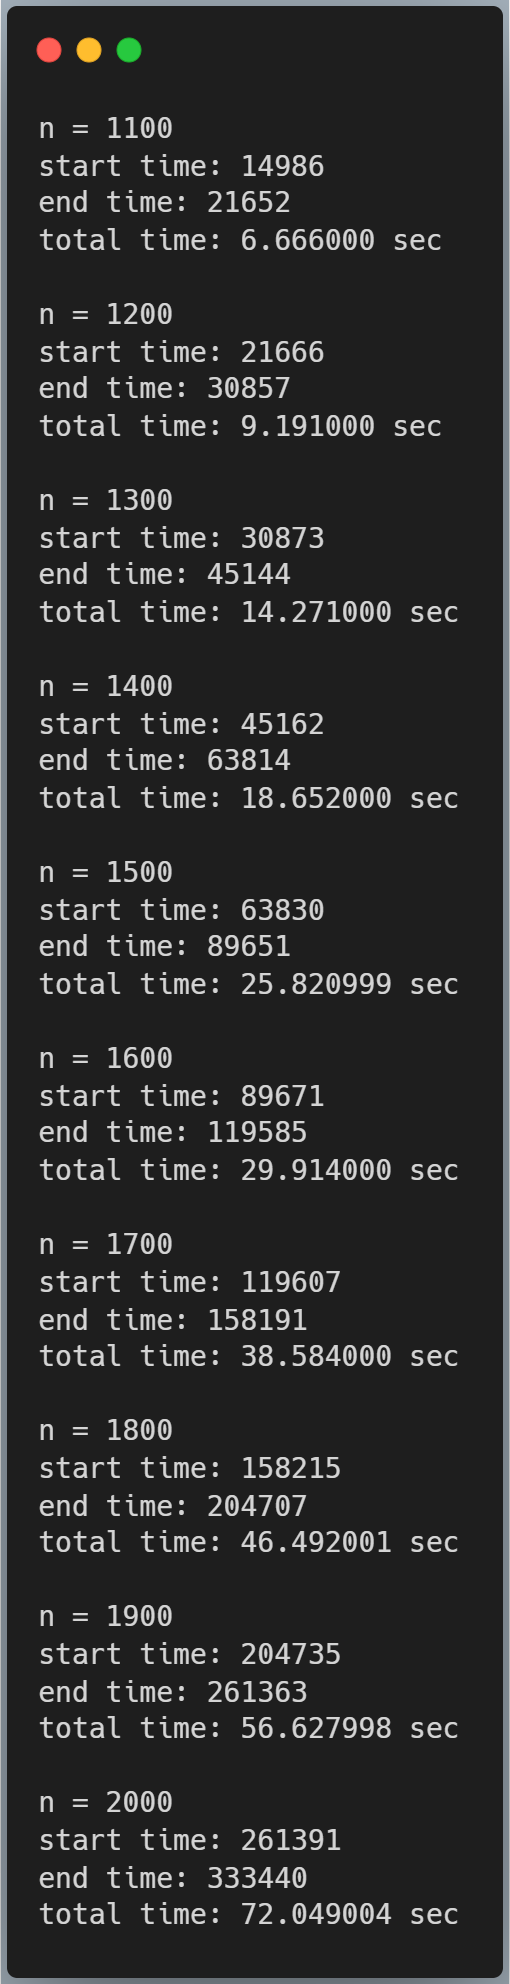 n = 1100
start time: 14986
end time: 21652
total time: 6.666000 sec
n = 1200
start time: 21666
end time: 30857
total time: 9.191000 sec
n = 1300
start time: 30873
end time: 45144
total time: 14.271000 sec
n = 1400
start time: 45162
end time: 63814
total time: 18.652000 sec
n = 1500
start time: 63830
end time: 89651
total time: 25.820999 sec
n = 1600
start time: 89671
end time: 119585
total time: 29.914000 sec
n = 1700
start time: 119607
end time: 158191
total time: 38.584000 sec
n = 1800
start time: 158215
end time: 204707
total time: 46.492001 sec
n = 1900
start time: 204735
end time: 261363
total time: 56.627998 sec
n = 2000
start time: 261391
end time: 333440
total time: 72.049004 sec